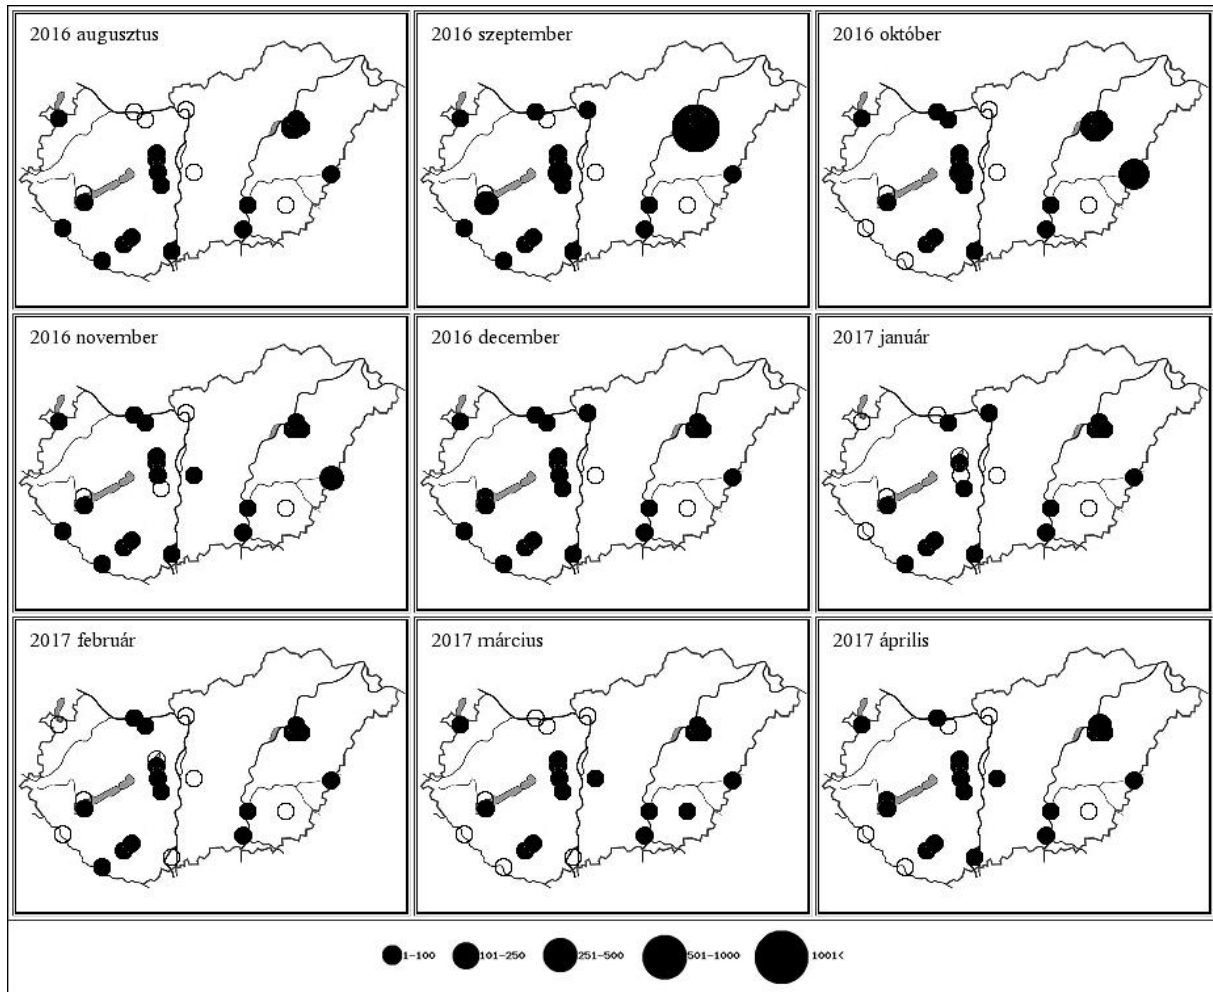 2016 augusztus
2016 szeptember
2016 október
2016 november
2016 december
2017 január
2017 február
2017 március
2017 április
1-100 101-250 251-500 501-1000 1001<